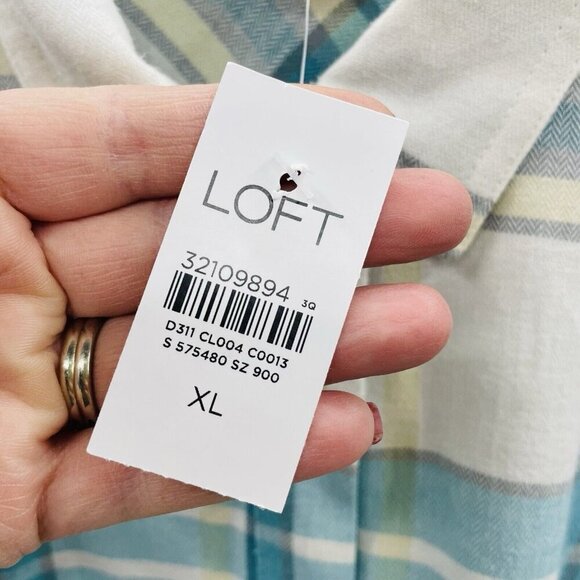 LOFT
32109894 3Q
D311 CL004 C0013
S 575480 SZ 900
XL